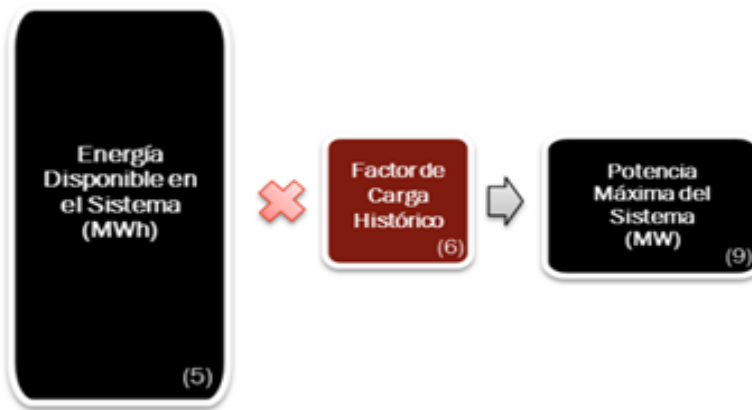 Energía
Disponible en
el Sistema
(MWh)
(5)
Factor de
Carga
Histórico
(6)
Potencia
Máxima del
Sistema
(MW)
(9)